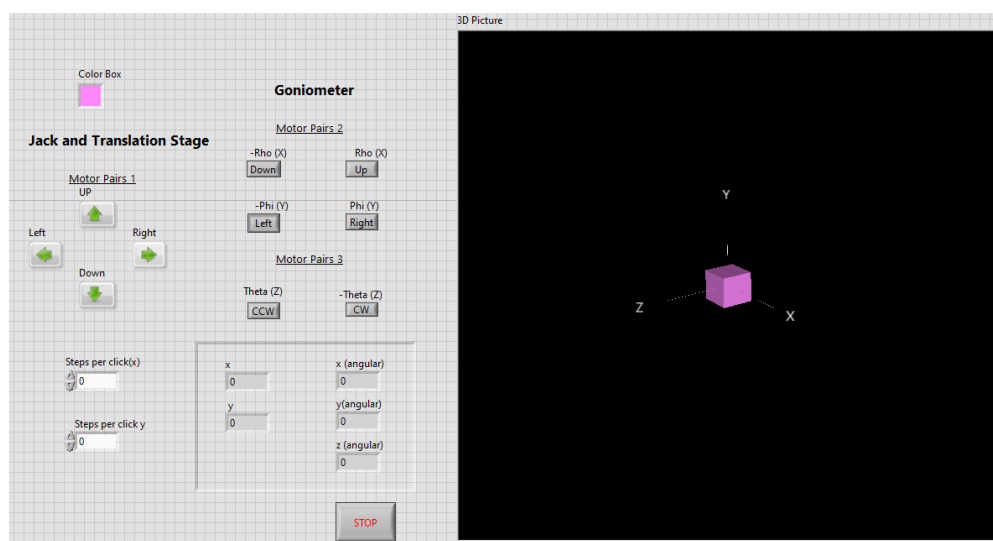 3D Picture
Color Box
Goniometer
Motor Pairs 2
Jack and Translation Stage
-Rho (X)
Rho (X)
Down
Up
Motor Pairs 1
UP
-Phi (Y)
Phi (Y)
Left
Right
Left
Right
Motor Pairs 3
Down
Theta (Z)
-Theta (Z)
CCW
CW
Steps per click(x)
0
Steps per click y
0
x
0
y
0
x (angular)
0
y(angular)
0
z (angular)
0
STOP
Y
Z
X